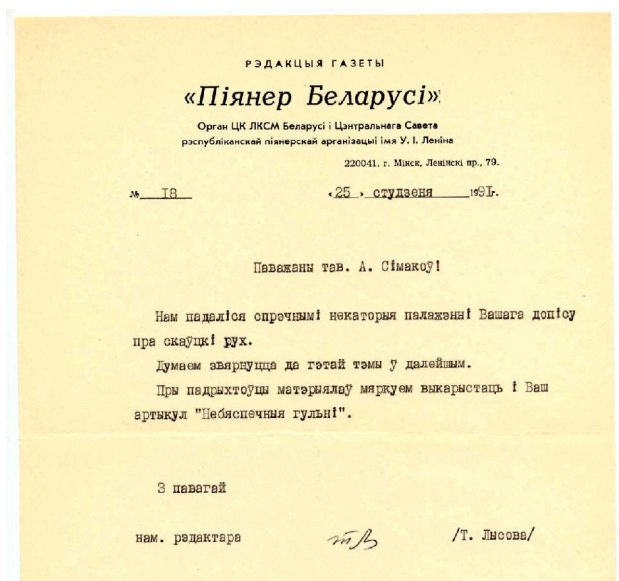 РЭДАКЦЫЯ ГАЗЕТЫ
«Піянер Беларусі»
Орган ЦК ЛКСМ Беларусі і Цэнтральнага Савета
рэспубліканскай піянерскай арганізацыі імя У. І. Леніна
220041, г. Мінск, Ленінскі пр., 79.
№ I8 «25» студзеня 1991г.
Паважаны тав. А. Сімакоў!
Нам падаліся спрэчнымі некаторыя палажэнні Вашага допісу
пра скаўцкі рух.
Думаем звярнуцца да гэтай тэмы ў далейшым.
Пры падрыхтоўцы матэрыялаў мяркуем выкарыстаць і Ваш
артыкул "Небяспечныя гульні".
З павагай
нам. рэдактара /Т. Лысова/